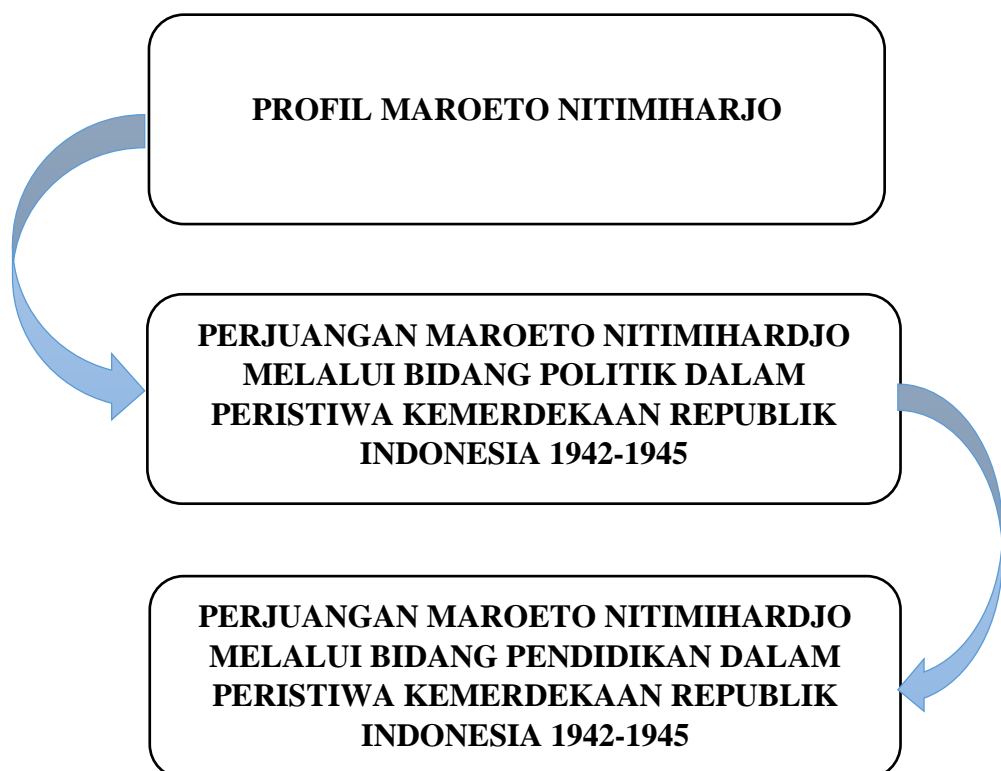 PROFIL MAROETO NITIMIHARJO
PERJUANGAN MAROETO NITIMIHARDJO
MELALUI BIDANG POLITIK DALAM
PERISTIWA KEMERDEKAAN REPUBLIK
INDONESIA 1942-1945
PERJUANGAN MAROETO NITIMIHARDJO
MELALUI BIDANG PENDIDIKAN DALAM
PERISTIWA KEMERDEKAAN REPUBLIK
INDONESIA 1942-1945